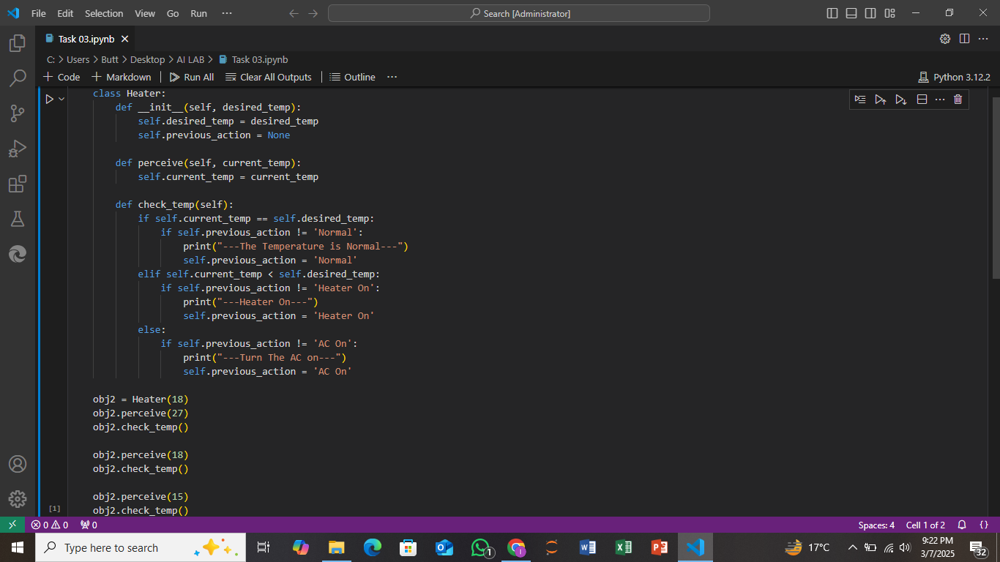 File Edit Selection View Go Run ···
Search [Administrator]
Task 03.ipynb
C: > Users > Butt > Desktop > AI LAB > Task 03.ipynb
+ Code + Markdown | Run All Clear All Outputs | Outline ···
Python 3.12.2
class Heater:
    def __init__(self, desired_temp):
        self.desired_temp = desired_temp
        self.previous_action = None

    def perceive(self, current_temp):
        self.current_temp = current_temp

    def check_temp(self):
        if self.current_temp == self.desired_temp:
            if self.previous_action != 'Normal':
                print("---The Temperature is Normal---")
                self.previous_action = 'Normal'
        elif self.current_temp < self.desired_temp:
            if self.previous_action != 'Heater On':
                print("---Heater On---")
                self.previous_action = 'Heater On'
        else:
            if self.previous_action != 'AC On':
                print("---Turn The AC on---")
                self.previous_action = 'AC On'

obj2 = Heater(18)
obj2.perceive(27)
obj2.check_temp()

obj2.perceive(18)
obj2.check_temp()

obj2.perceive(15)
[1]
obj2.check_temp()
0 0 0
Spaces: 4 Cell 1 of 2 {}
Type here to search
1
17°C
9:22 PM
3/7/2025
32